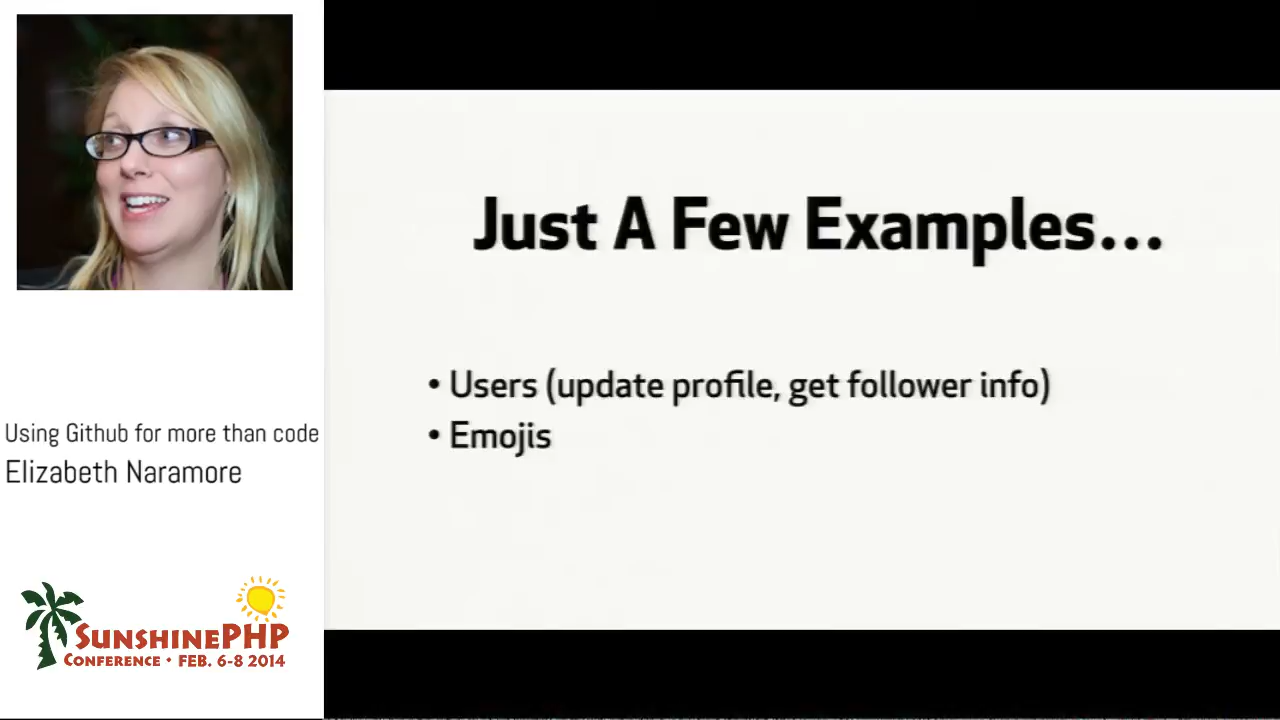 Just A Few Examples...
• Users (update profile, get follower info)
• Emojis
Using Github for more than code
Elizabeth Naramore
SUNSHINEPHP
CONFERENCE • FEB. 6-8 2014